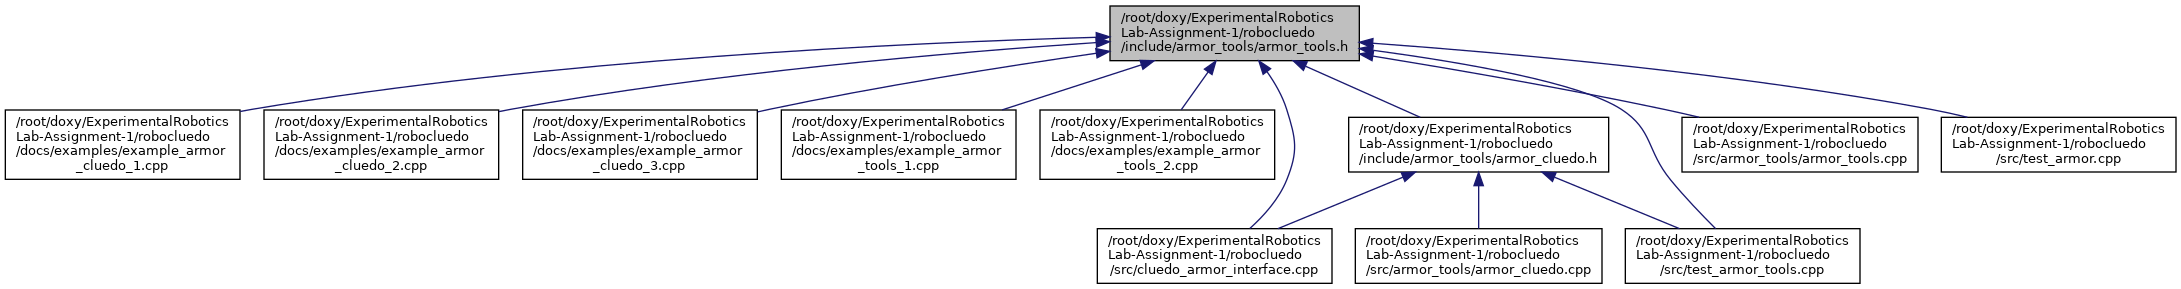 /root/doxy/ExperimentalRobotics
Lab-Assignment-1/robocluedo
/include/armor_tools/armor_tools.h
/root/doxy/ExperimentalRobotics
Lab-Assignment-1/robocluedo
/docs/examples/example_armor
_cluedo_1.cpp
/root/doxy/ExperimentalRobotics
Lab-Assignment-1/robocluedo
/docs/examples/example_armor
_cluedo_2.cpp
/root/doxy/ExperimentalRobotics
Lab-Assignment-1/robocluedo
/docs/examples/example_armor
_cluedo_3.cpp
/root/doxy/ExperimentalRobotics
Lab-Assignment-1/robocluedo
/docs/examples/example_armor
_tools_1.cpp
/root/doxy/ExperimentalRobotics
Lab-Assignment-1/robocluedo
/docs/examples/example_armor
_tools_2.cpp
/root/doxy/ExperimentalRobotics
Lab-Assignment-1/robocluedo
/include/armor_tools/armor_cluedo.h
/root/doxy/ExperimentalRobotics
Lab-Assignment-1/robocluedo
/src/armor_tools/armor_tools.cpp
/root/doxy/ExperimentalRobotics
Lab-Assignment-1/robocluedo
/src/test_armor.cpp
/root/doxy/ExperimentalRobotics
Lab-Assignment-1/robocluedo
/src/cluedo_armor_interface.cpp
/root/doxy/ExperimentalRobotics
Lab-Assignment-1/robocluedo
/src/armor_tools/armor_cluedo.cpp
/root/doxy/ExperimentalRobotics
Lab-Assignment-1/robocluedo
/src/test_armor_tools.cpp